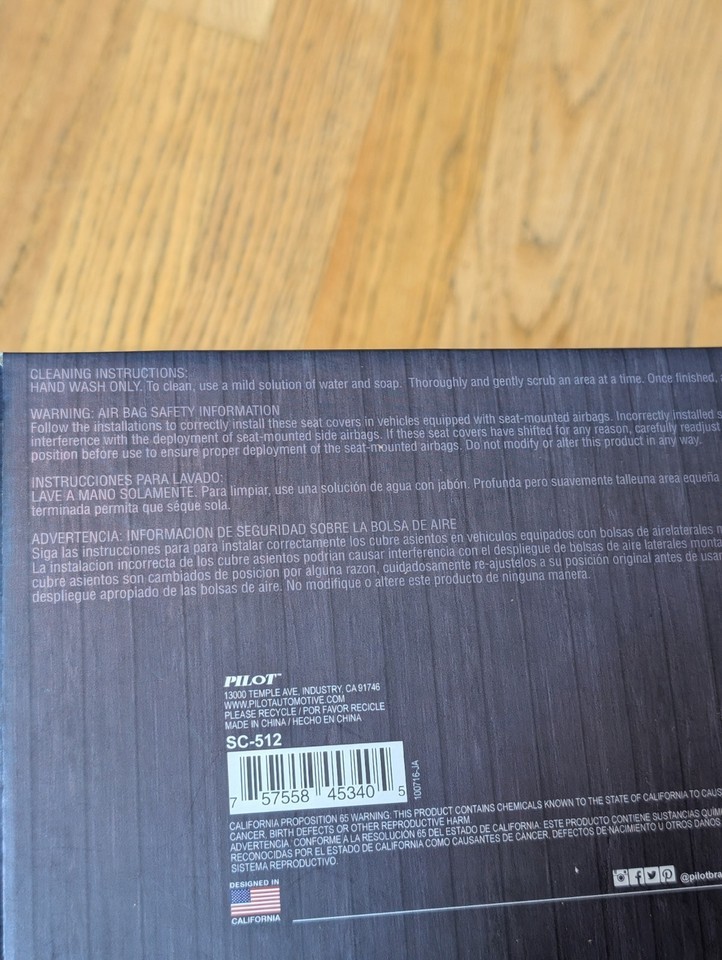 CLEANING INSTRUCTIONS:
HAND WASH ONLY. To clean, use a mild solution of water and soap. Thoroughly and gently scrub an area at a time. Once finished,
WARNING: AIR BAG SAFETY INFORMATION
Follow the installations to correctly install these seat covers in vehicles equipped with seat-mounted airbags. Incorrectly installed s
interference with the deployment of seat-mounted side airbags. If these seat covers have shifted for any reason, carefully readjust
position before use to ensure proper deployment of the seat-mounted airbags. Do not modify or alter this product in any way.
INSTRUCCIONES PARA LAVADO:
LAVE A MANO SOLAMENTE. Para limpiar, use una solución de agua con jabón. Profunda pero suavemente talleuna area equeña
terminada permita que séque sola.
ADVERTENCIA: INFORMACION DE SEGURIDAD SOBRE LA BOLSA DE AIRE
Siga las instrucciones para para instalar correctamente los cubre asientos en vehiculos equipados con bolsas de airelaterales m
La instalacion incorrecta de los cubre asientos podrian causar interferencia con el despliegue de bolsas de aire laterales monta
cubre asientos son cambiados de posicion por alguna razon, cuidadosamente re-ajustelos a su posición original antes de usar
despliegue apropiado de las bolsas de aire. No modifique o altere este producto de ninguna manera.
PILOT™
13000 TEMPLE AVE, INDUSTRY, CA 91746
WWW.PILOTAUTOMOTIVE.COM
PLEASE RECYCLE / POR FAVOR RECICLE
MADE IN CHINA / HECHO EN CHINA
SC-512
7 57558 45340 5
100716-JA
CALIFORNIA PROPOSITION 65 WARNING: THIS PRODUCT CONTAINS CHEMICALS KNOWN TO THE STATE OF CALIFORNIA TO CAUS
CANCER, BIRTH DEFECTS OR OTHER REPRODUCTIVE HARM.
ADVERTENCIA: CONFORME A LA RESOLUCION 65 DEL ESTADO DE CALIFORNIA. ESTE PRODUCTO CONTIENE SUSTANCIAS QUÍMI
RECONOCIDAS POR EL ESTADO DE CALIFORNIA COMO CAUSANTES DE CANCER, DEFECTOS DE NACIMIENTO U OTROS DAÑOS
SISTEMA REPRODUCTIVO.
DESIGNED IN
CALIFORNIA
@pilotbra